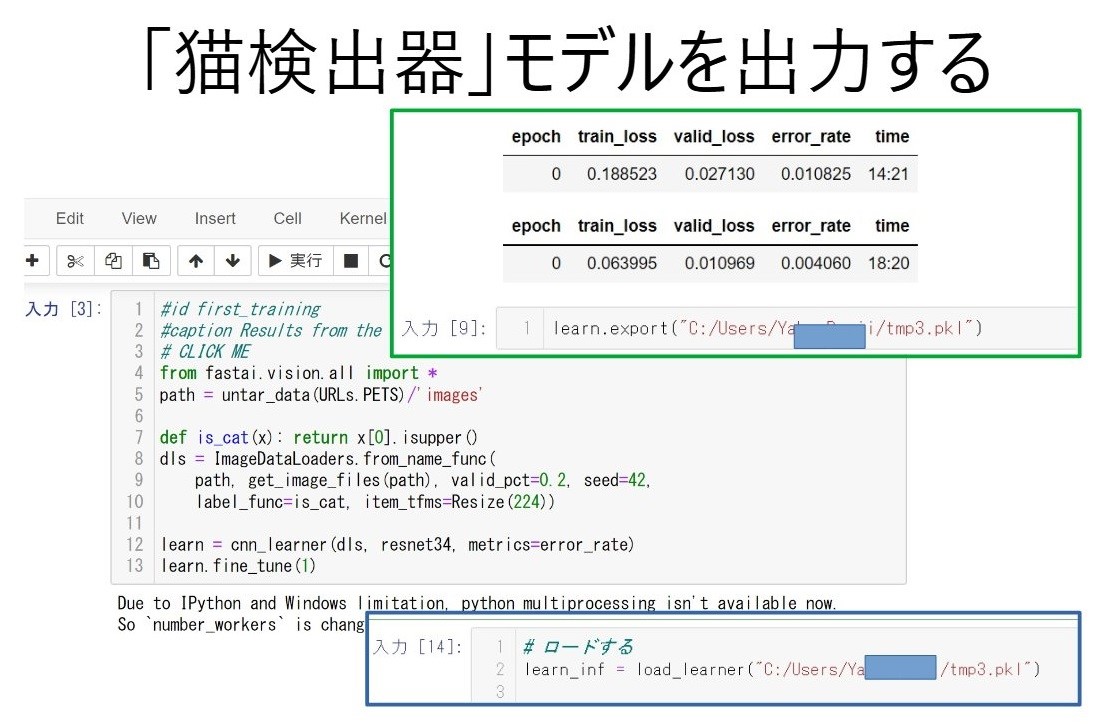 「猫検出器」モデルを出力する
epoch train_loss valid_loss error_rate time
0 0.188523 0.027130 0.010825 14:21
epoch train_loss valid_loss error_rate time
0 0.063995 0.010969 0.004060 18:20
入力 [9]: 1 learn.export("C:/Users/Ya i/tmp3.pkl")
Edit View Insert Cell Kernel
実行
入力 [3]: 1 #id first_training
2 #caption Results from the
3 # CLICK ME
4 from fastai.vision.all import *
5 path = untar_data(URLs.PETS)/'images'
6
7 def is_cat(x): return x[0].isupper()
8 dls = ImageDataLoaders.from_name_func(
9 path, get_image_files(path), valid_pct=0.2, seed=42,
10 label_func=is_cat, item_tfms=Resize(224))
11
12 learn = cnn_learner(dls, resnet34, metrics=error_rate)
13 learn.fine_tune(1)
Due to IPython and Windows limitation, python multiprocessing isn't available now.
So `number_workers` is chang
入力 [14]: 1 # ロードする
2 learn_inf = load_learner("C:/Users/Ya /tmp3.pkl")
3